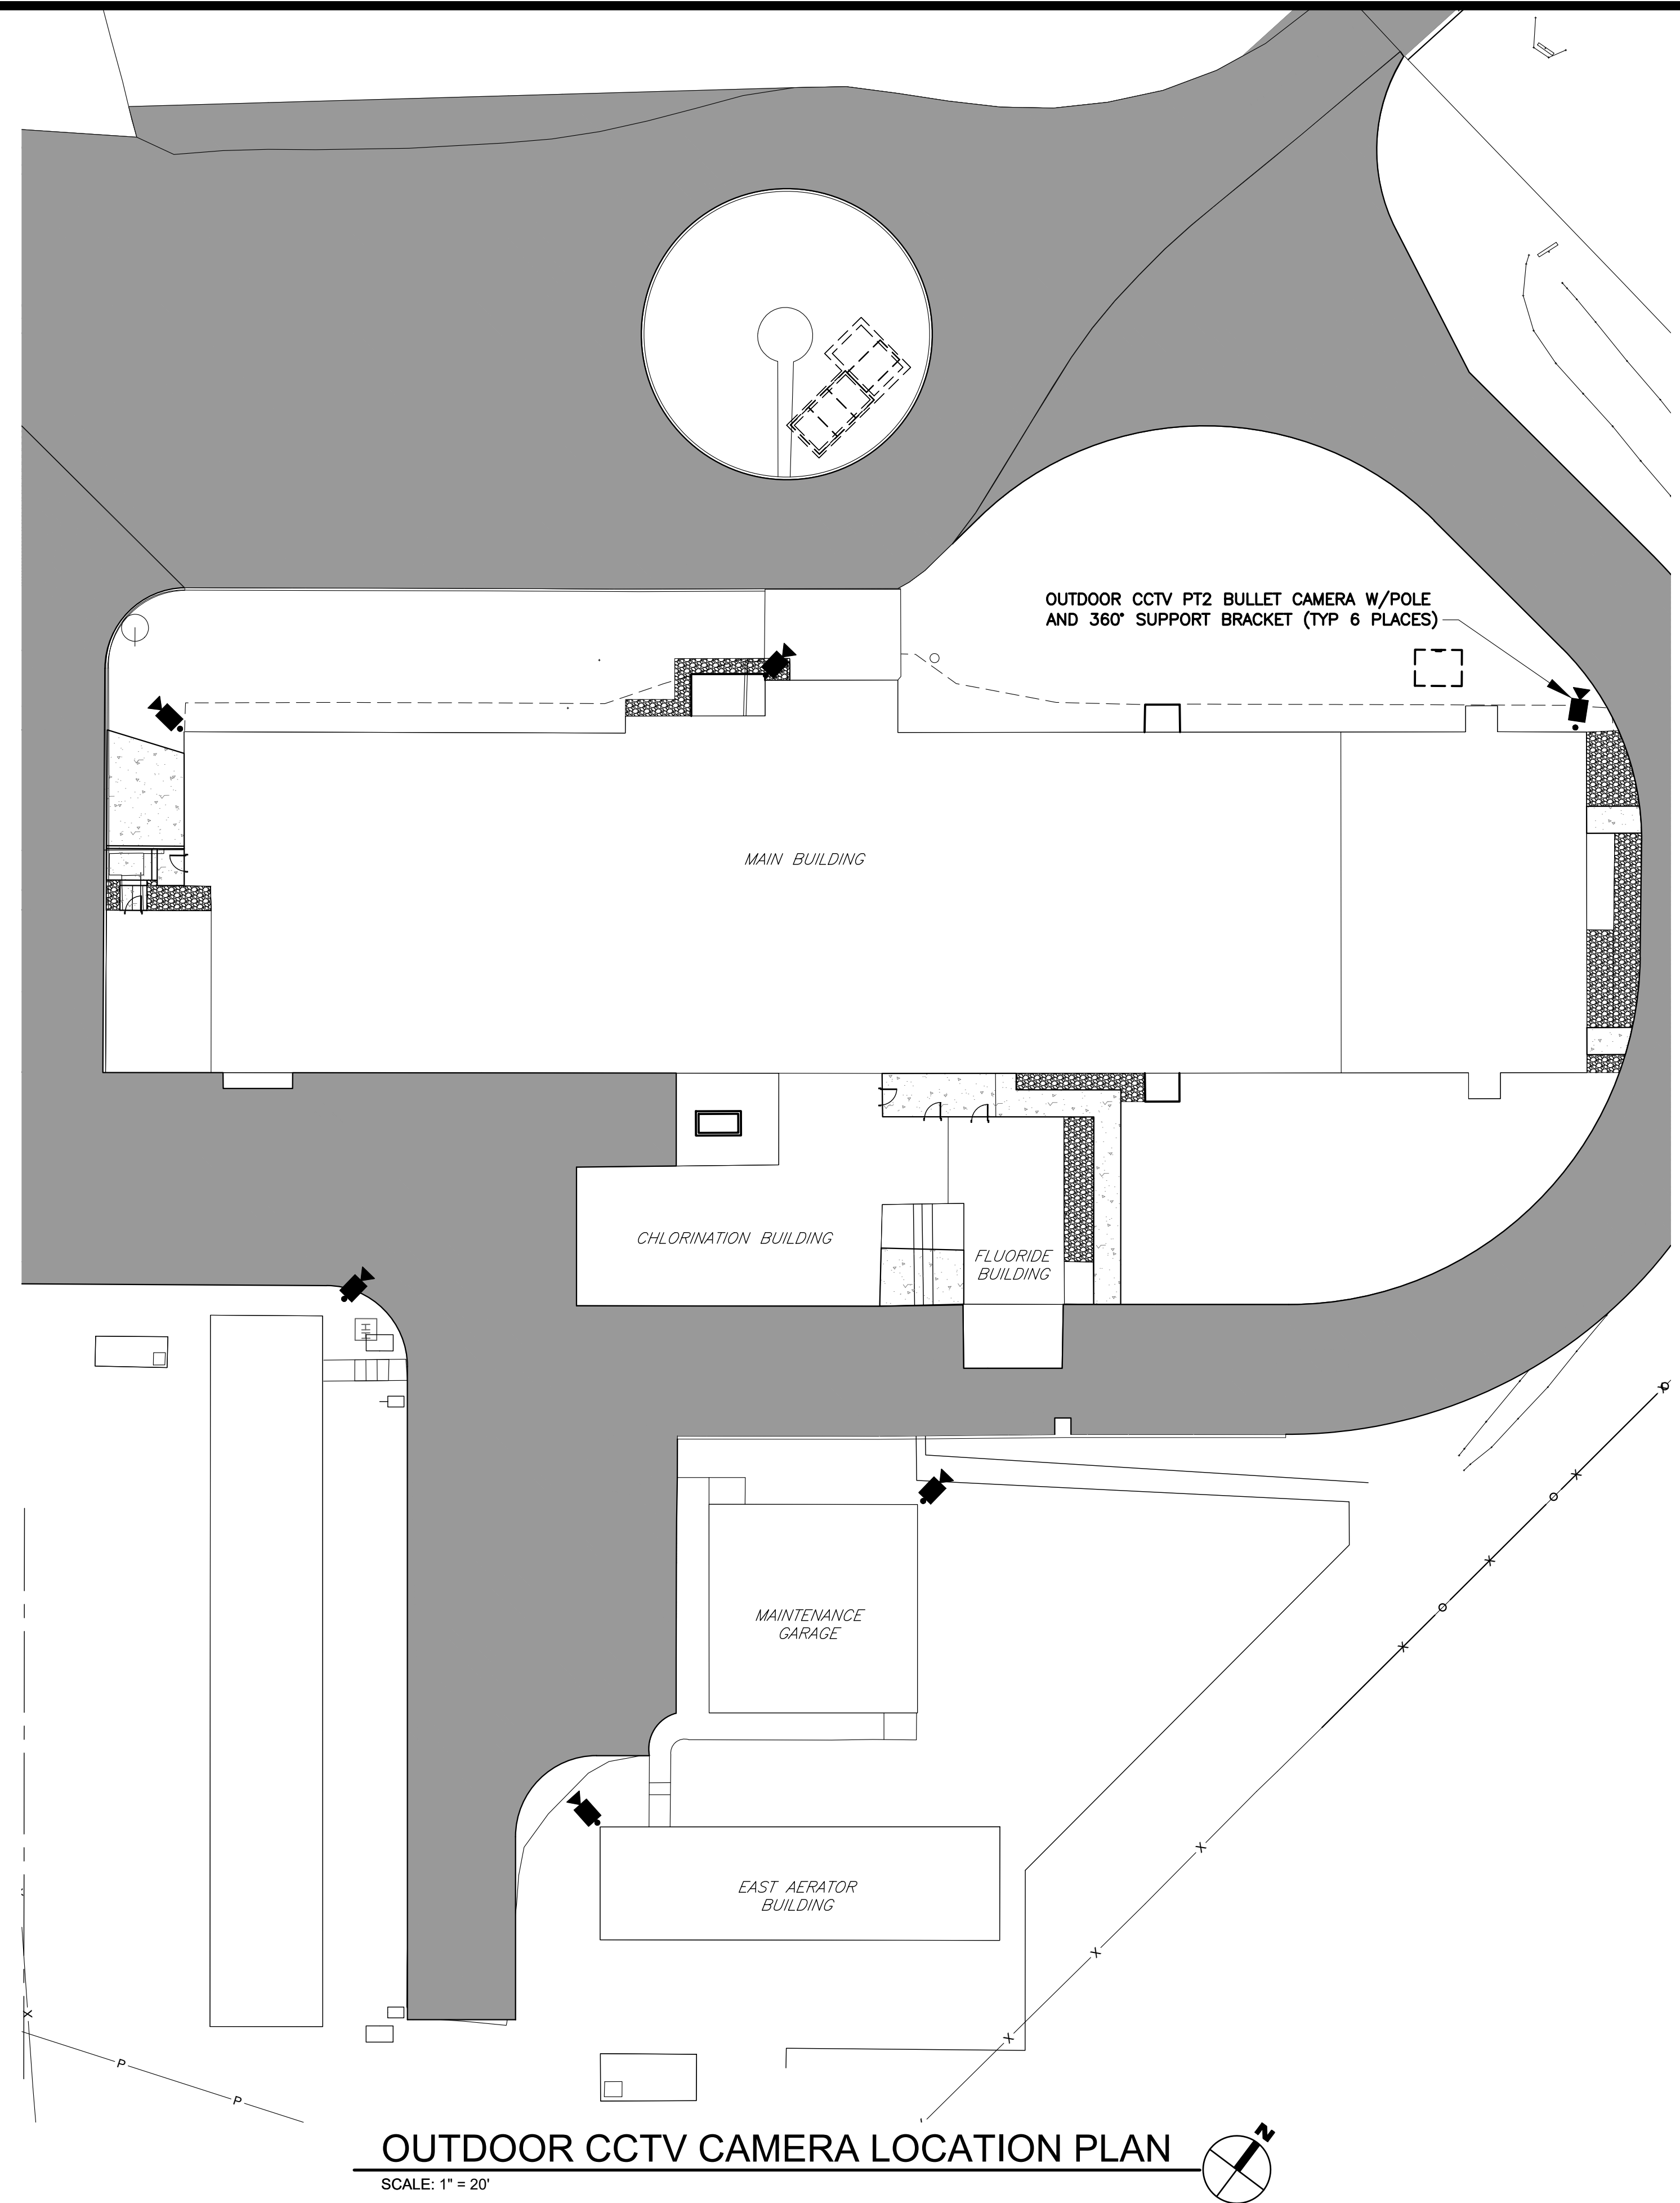 OUTDOOR CCTV PT2 BULLET CAMERA W/POLE
AND 360° SUPPORT BRACKET (TYP 6 PLACES)
MAIN BUILDING
CHLORINATION BUILDING
FLUORIDE
BUILDING
MAINTENANCE
GARAGE
EAST AERATOR
BUILDING
X
X
X
X
P
P
OUTDOOR CCTV CAMERA LOCATION PLAN
N
SCALE: 1" = 20'